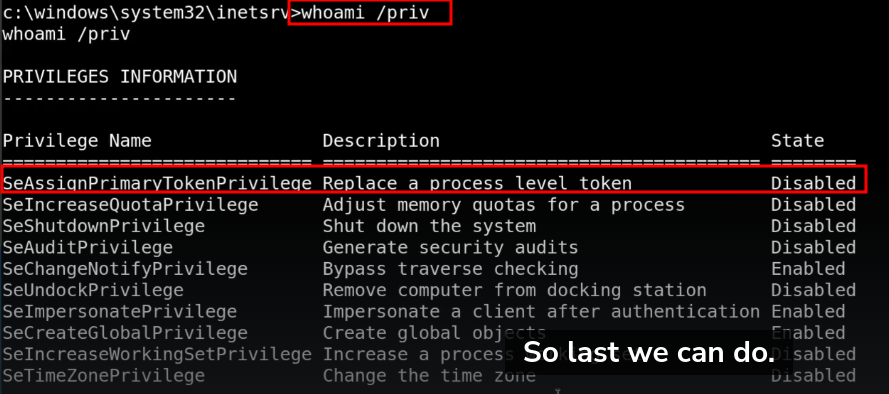 c:\windows\system32\inetsrv>whoami /priv
whoami /priv
PRIVILEGES INFORMATION
----------------------
Privilege Name Description State
============================= ========================================= ========
SeAssignPrimaryTokenPrivilege Replace a process level token Disabled
SeIncreaseQuotaPrivilege Adjust memory quotas for a process Disabled
SeShutdownPrivilege Shut down the system Disabled
SeAuditPrivilege Generate security audits Disabled
SeChangeNotifyPrivilege Bypass traverse checking Enabled
SeUndockPrivilege Remove computer from docking station Disabled
SeImpersonatePrivilege Impersonate a client after authentication Enabled
SeCreateGlobalPrivilege Create global objects Enabled
SeIncreaseWorkingSetPrivilege Increase a process Disabled
SeTimeZonePrivilege Change the time zone Disabled
So last we can do.